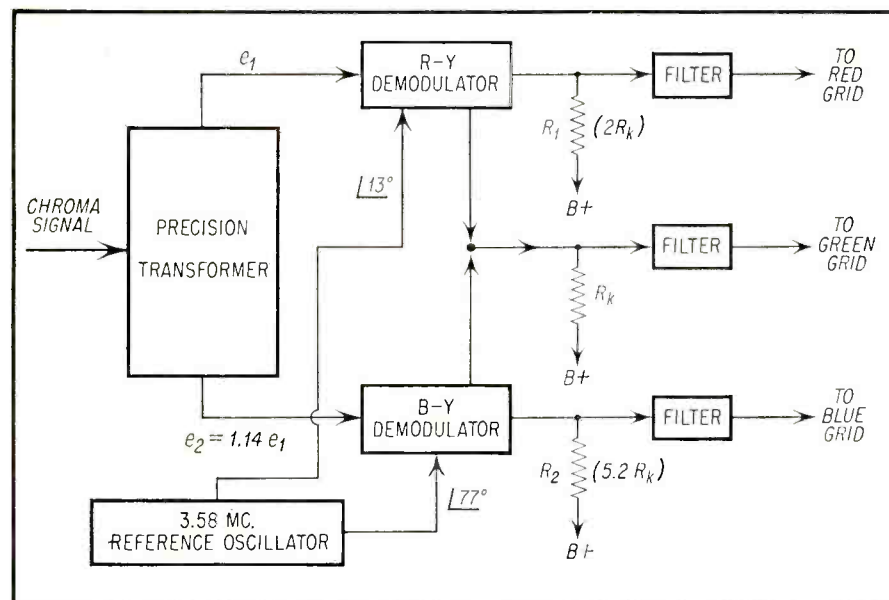 e1
R-Y
DEMODULATOR
FILTER
TO
RED
GRID
R1 (2Rk)
B+
∠13°
CHROMA
SIGNAL
PRECISION
TRANSFORMER
FILTER
TO
GREEN
GRID
Rk
B+
B-Y
DEMODULATOR
FILTER
TO
BLUE
GRID
e2 = 1.14 e1
R2 (5.2 Rk)
∠77°
3.58 MC.
REFERENCE OSCILLATOR
B+